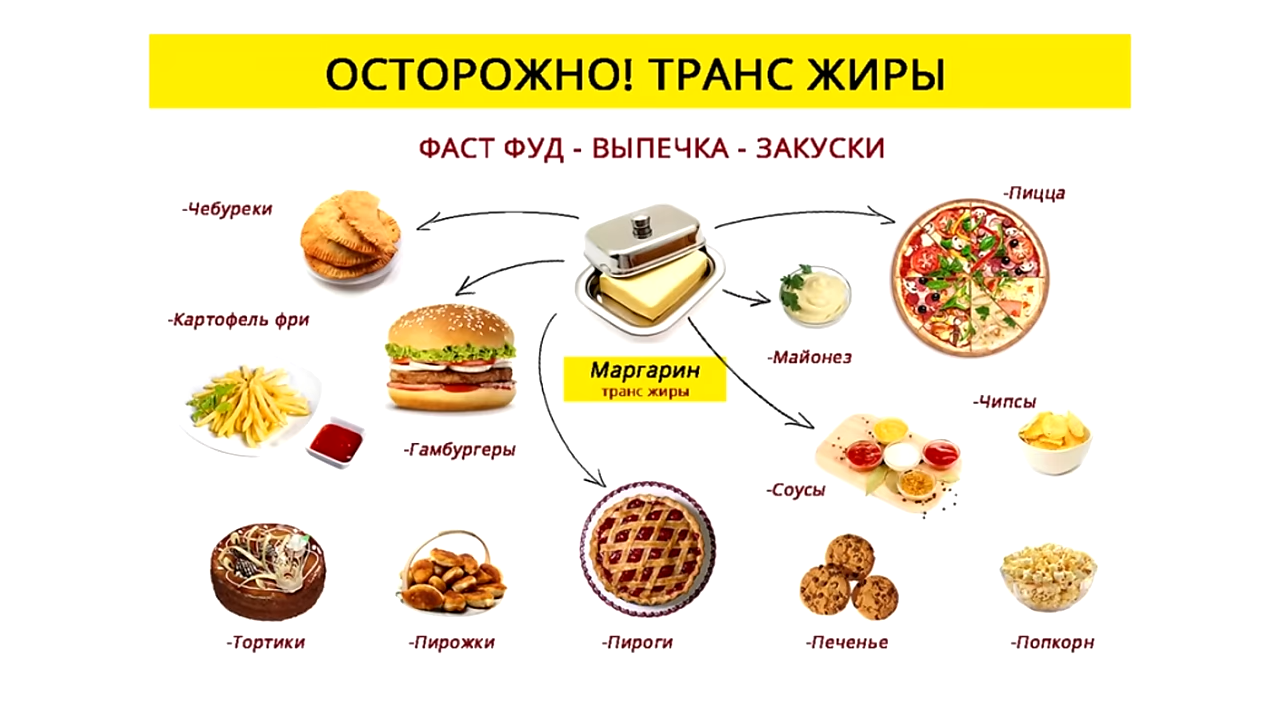 ОСТОРОЖНО! ТРАНС ЖИРЫ
ФАСТ ФУД - ВЫПЕЧКА - ЗАКУСКИ
-Чебуреки
-Пицца
-Картофель фри
-Майонез
Маргарин
транс жиры
-Чипсы
-Гамбургеры
-Соусы
-Тортики
-Пирожки
-Пироги
-Печенье
-Попкорн